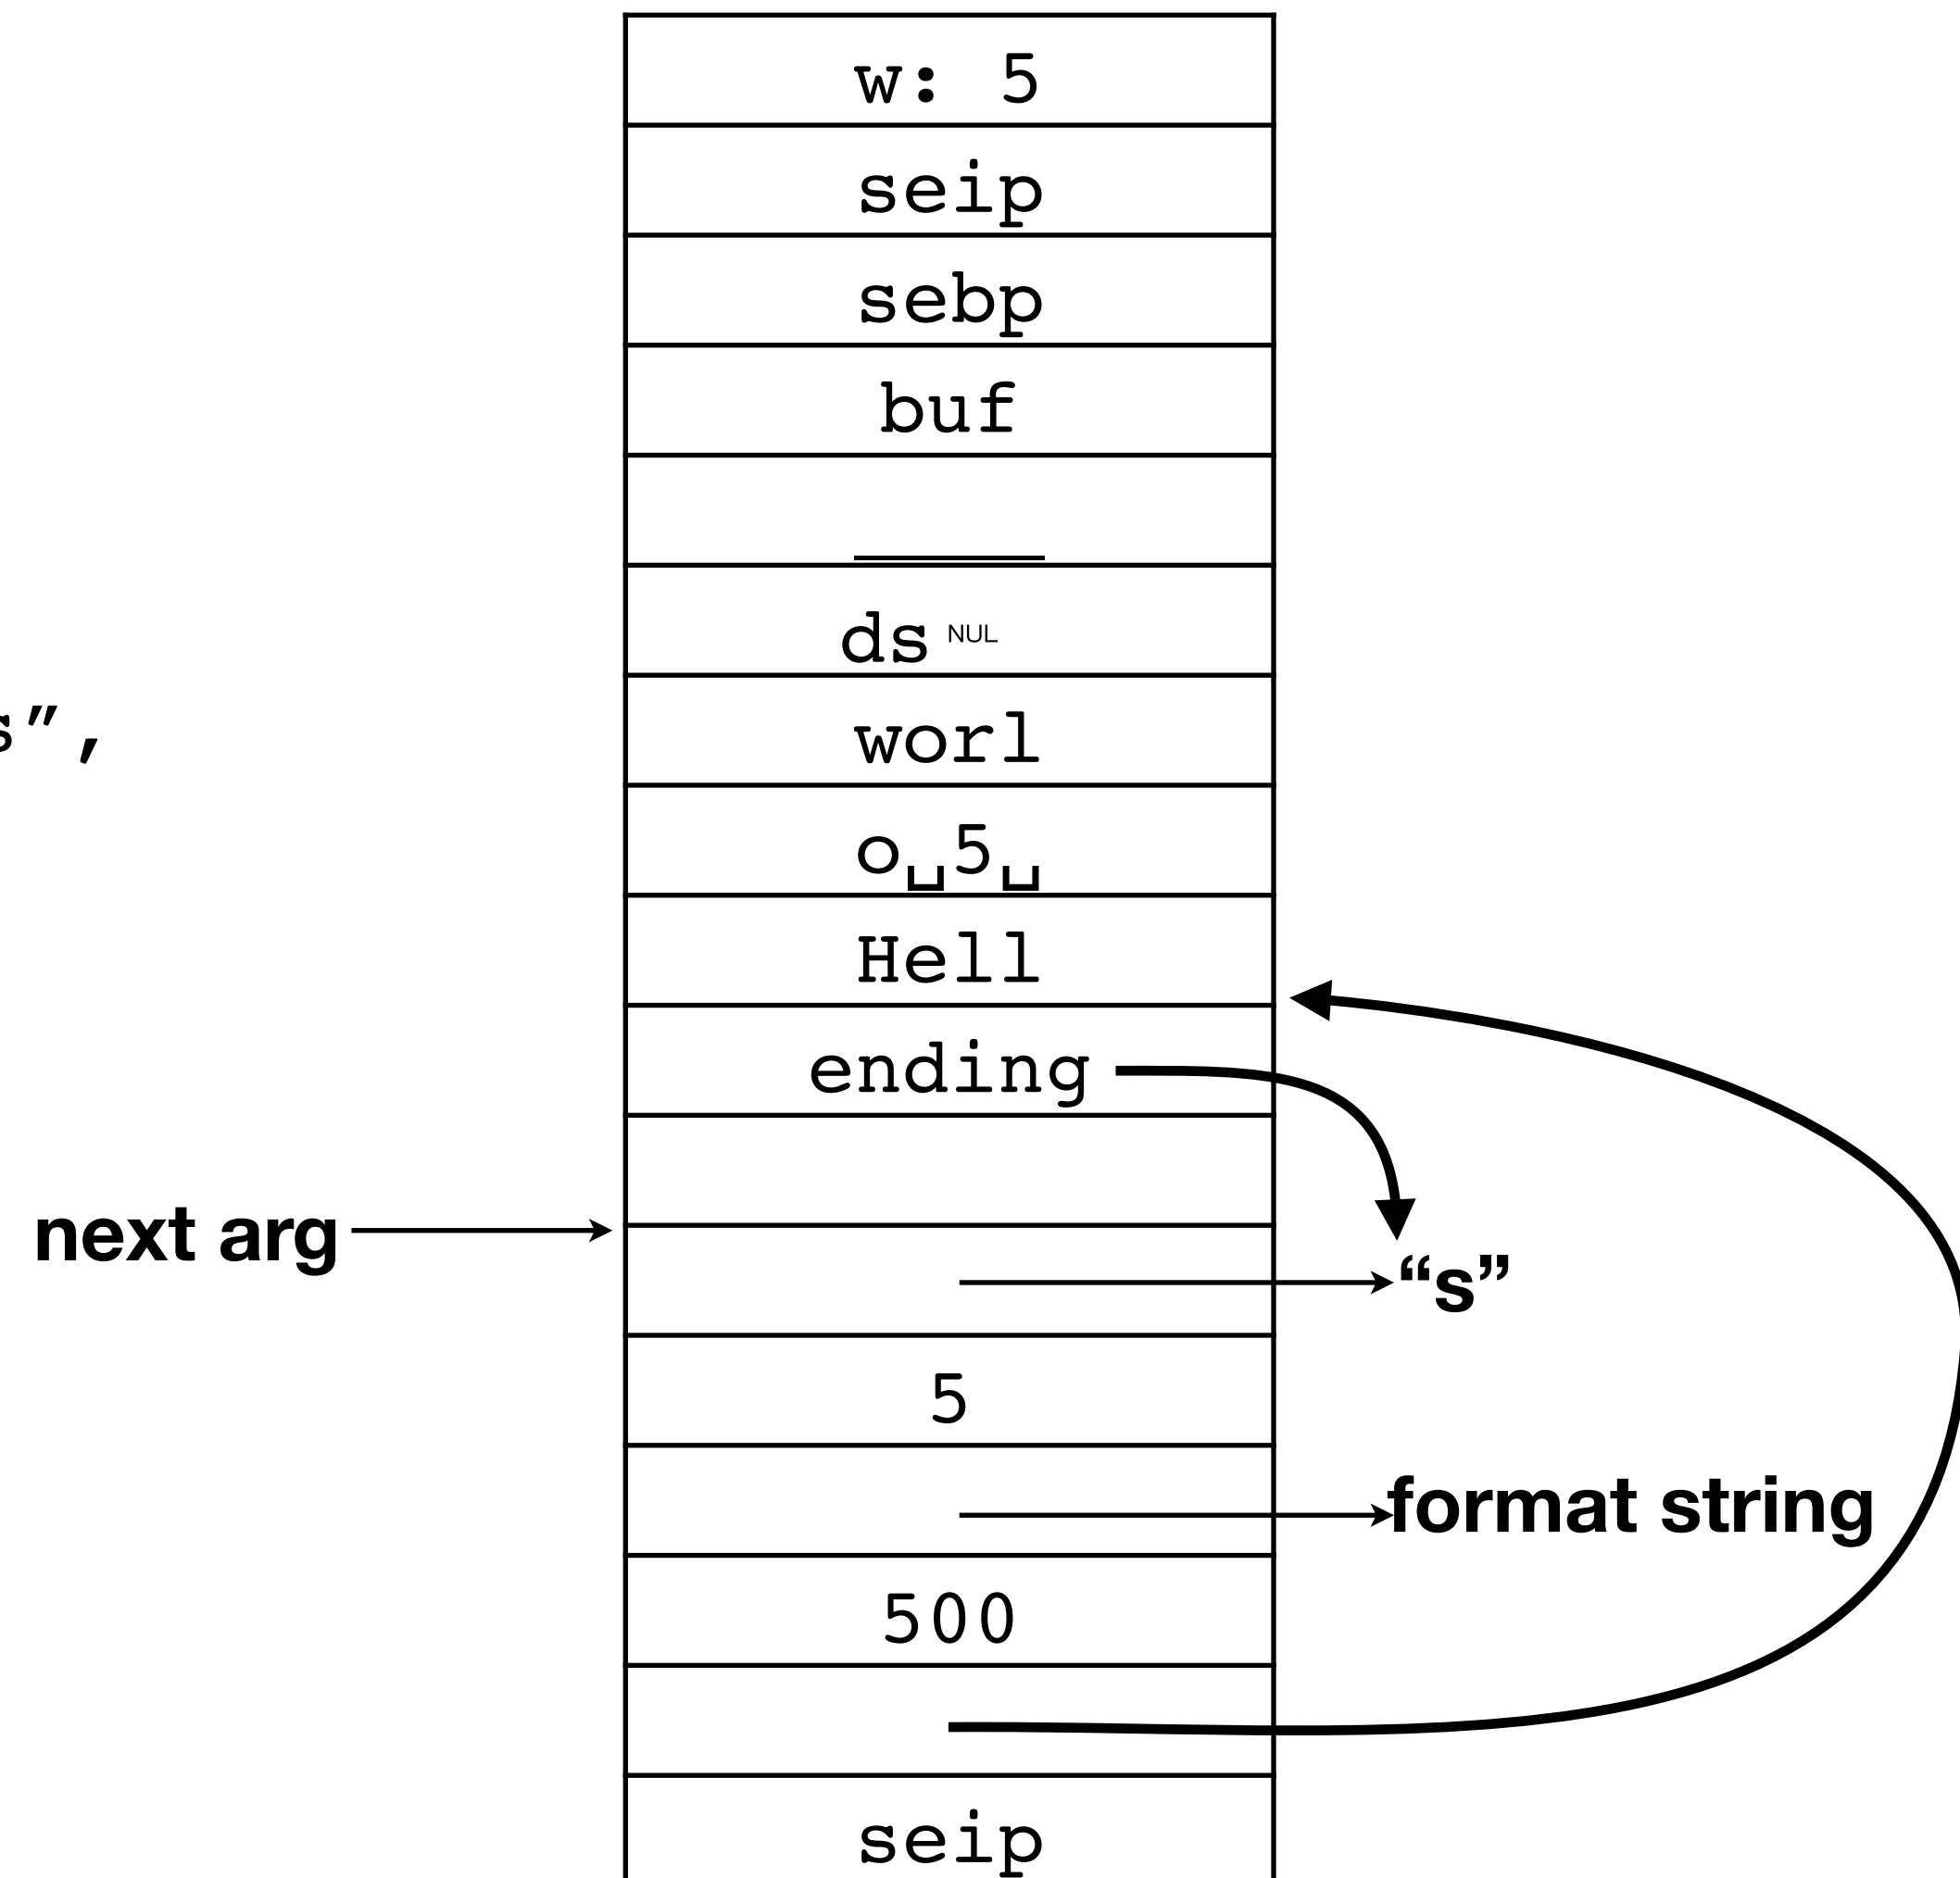 w: 5
seip
sebp
buf
ds NUL
s”,
worl
o␣5␣
Hell
ending
next arg
“s”
5
format string
500
seip